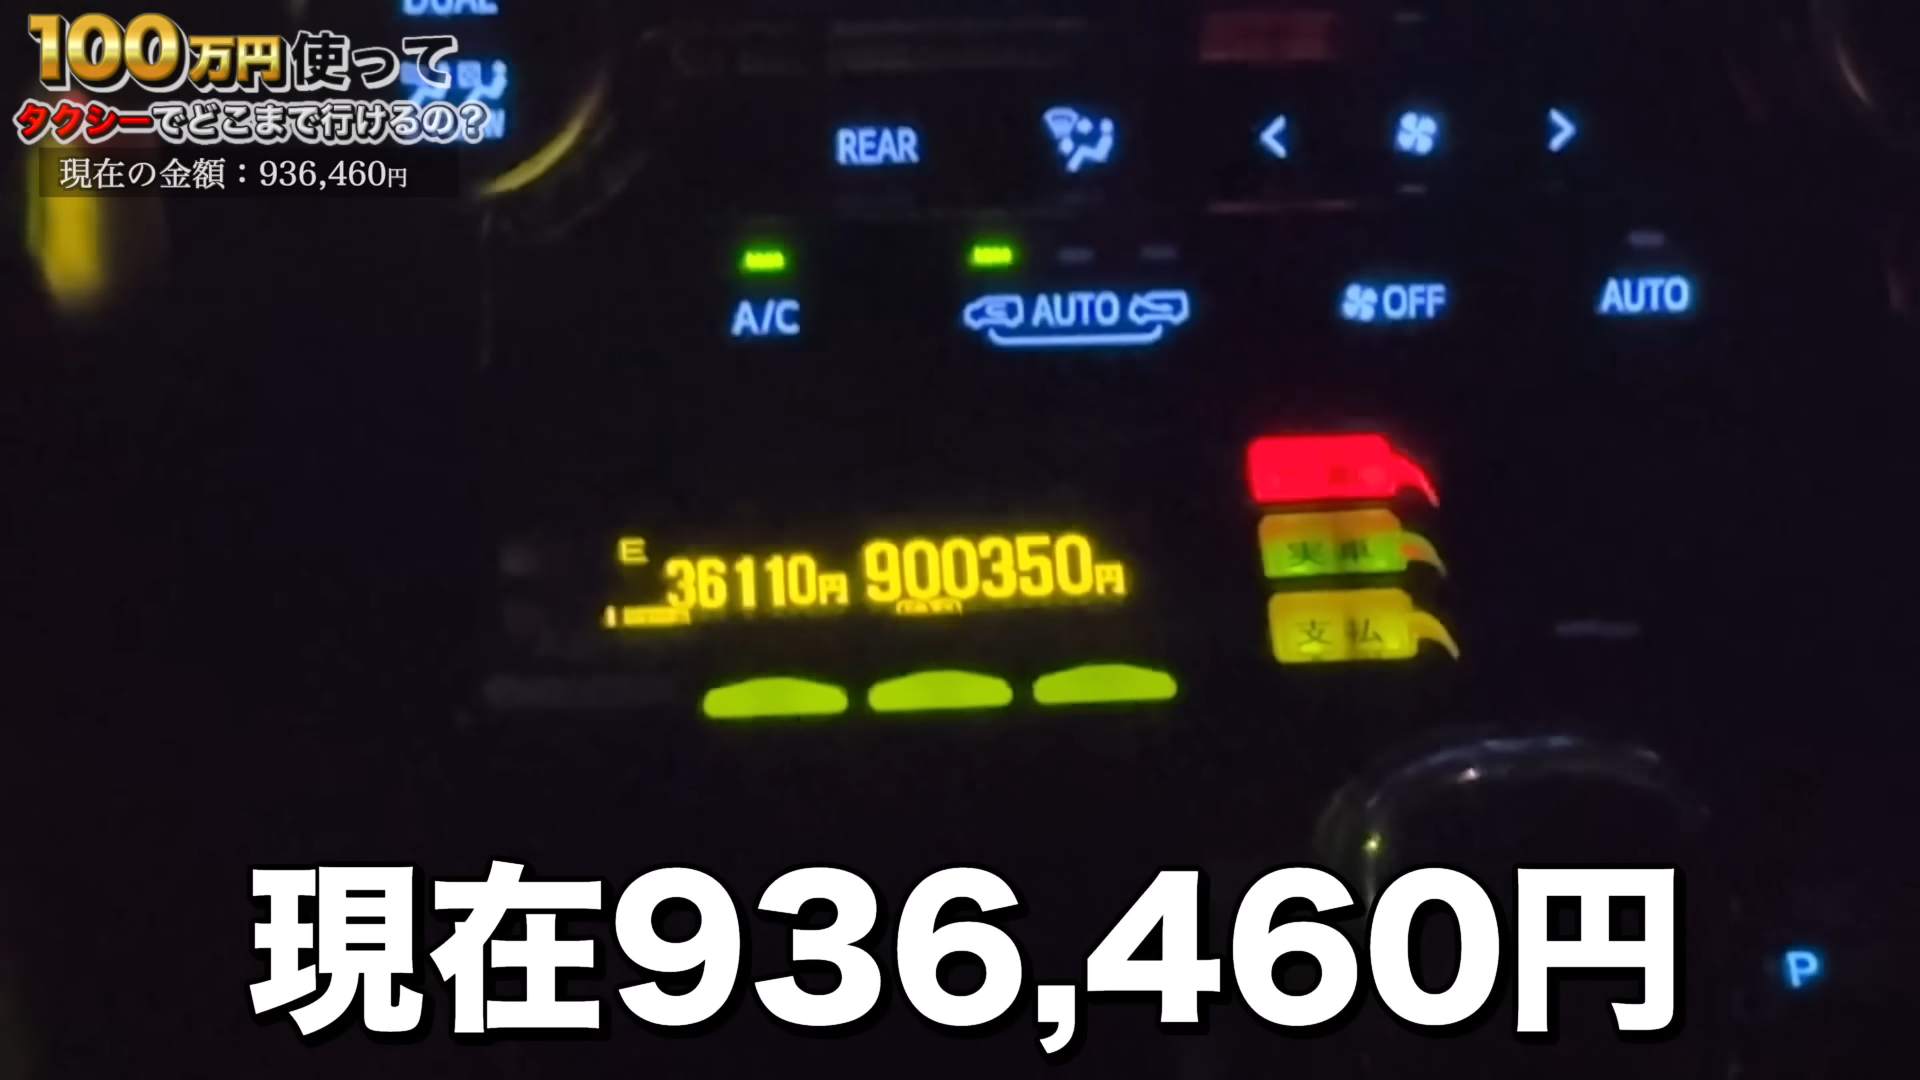 DUAL
100万円使って
タクシーでどこまで行けるの?
現在の金額：936,460円
REAR
A/C
AUTO
OFF
AUTO
E
36110円 900350円
実車
支払
現在936,460円
P